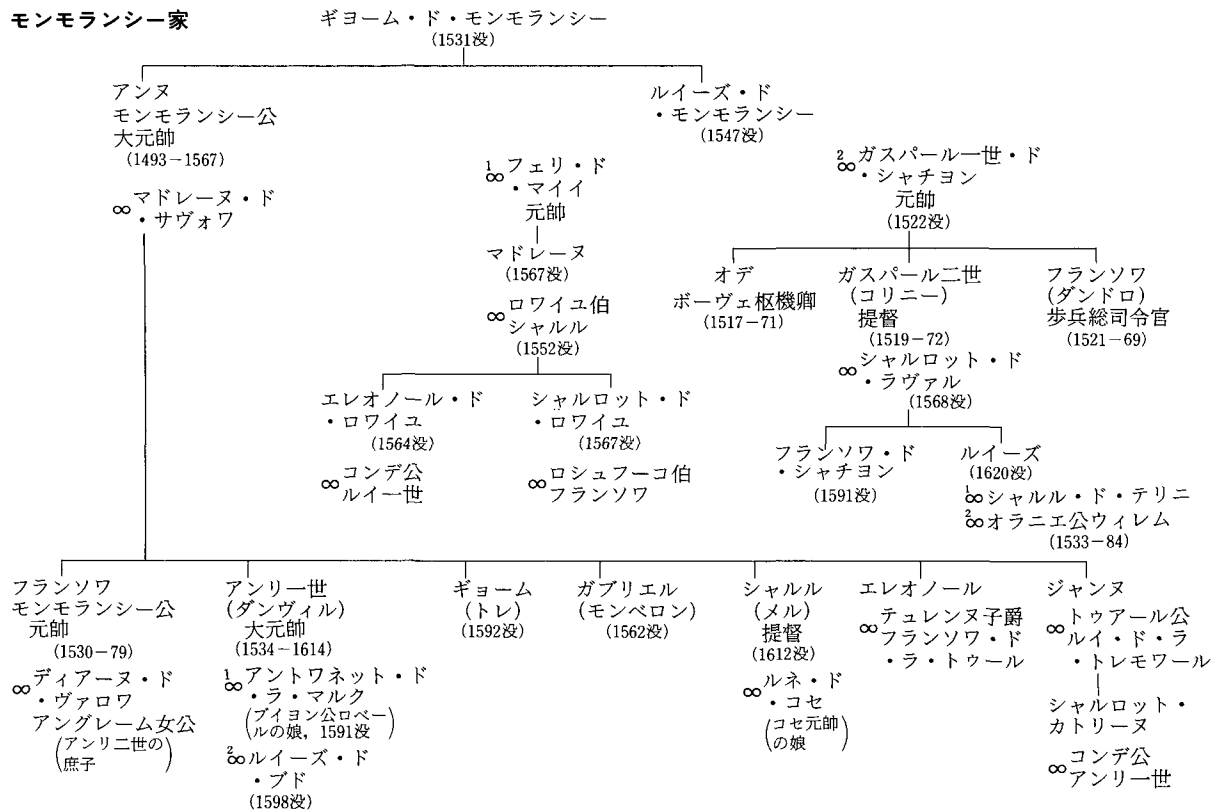 モンモランシー家
ギヨーム・ド・モンモランシー
(1531没)
アンヌ
モンモランシー公
大元帥
(1493−1567)
∞マドレーヌ・ド
・サヴォワ
ルイーズ・ド
・モンモランシー
(1547没)
1∞フェリ・ド
・マイイ
元帥
マドレーヌ
(1567没)
∞ロワイユ伯
シャルル
(1552没)
エレオノール・ド
・ロワイユ
(1564没)
∞コンデ公
ルイ一世
シャルロット・ド
・ロワイユ
(1567没)
∞ロシュフーコ伯
フランソワ
2∞ガスパール一世・ド
・シャチヨン
元帥
(1522没)
オデ
ボーヴェ枢機卿
(1517−71)
ガスパール二世
(コリニー)
提督
(1519−72)
∞シャルロット・ド
・ラヴァル
(1568没)
フランソワ
(ダンドロ)
歩兵総司令官
(1521−69)
フランソワ・ド
・シャチヨン
(1591没)
ルイーズ
(1620没)
1∞シャルル・ド・テリニ
2∞オラニエ公ウィレム
(1533−84)
フランソワ
モンモランシー公
元帥
(1530−79)
∞ディアーヌ・ド
・ヴァロワ
アングレーム女公
(アンリ二世の
庶子)
アンリ一世
(ダンヴィル)
大元帥
(1534−1614)
1∞アントワネット・ド
・ラ・マルク
(ブイヨン公ロベー
ルの娘, 1591没)
2∞ルイーズ・ド
・ブド
(1598没)
ギョーム
(トレ)
(1592没)
ガブリエル
(モンベロン)
(1562没)
シャルル
(メル)
提督
(1612没)
∞ルネ・ド
・コセ
(コセ元帥
の娘)
エレオノール
∞テュレンヌ子爵
フランソワ・ド
・ラ・トゥール
ジャンヌ
∞トゥアール公
ルイ・ド・ラ
・トレモワール
シャルロット・
カトリーヌ
∞コンデ公
アンリ一世